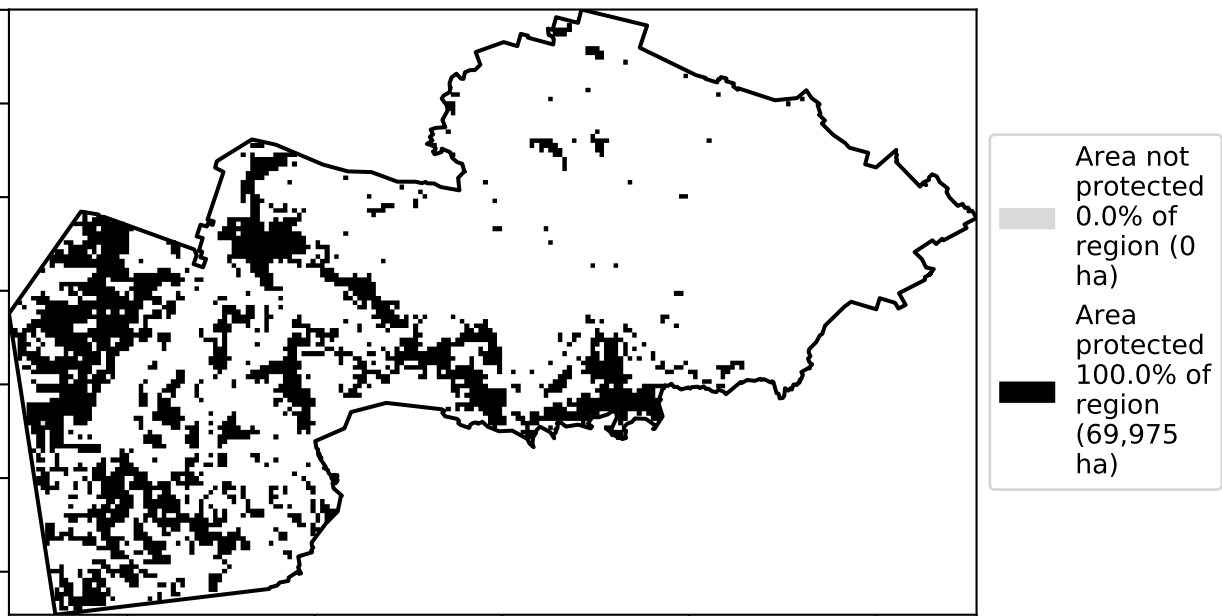 Area not
protected
0.0% of
region (0
ha)
Area
protected
100.0% of
region
(69,975
ha)